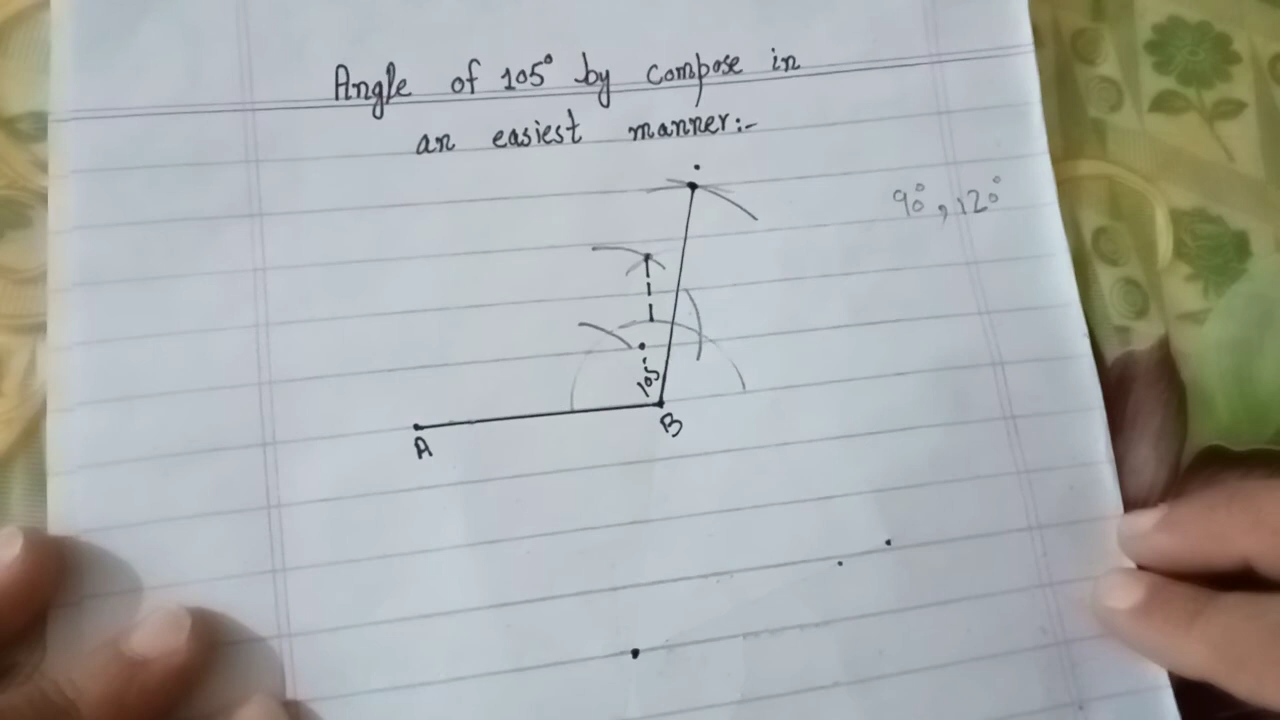 Angle of 105° by compose in
an easiest manner:-
90°, 120°
105°
A
B